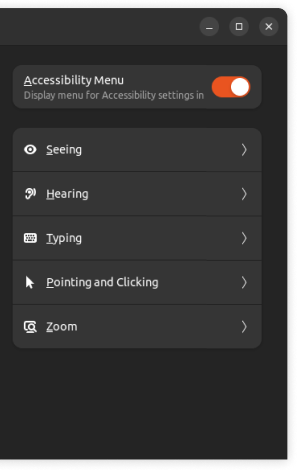 Accessibility Menu
Display menu for Accessibility settings in
Seeing
Hearing
Typing
Pointing and Clicking
Zoom